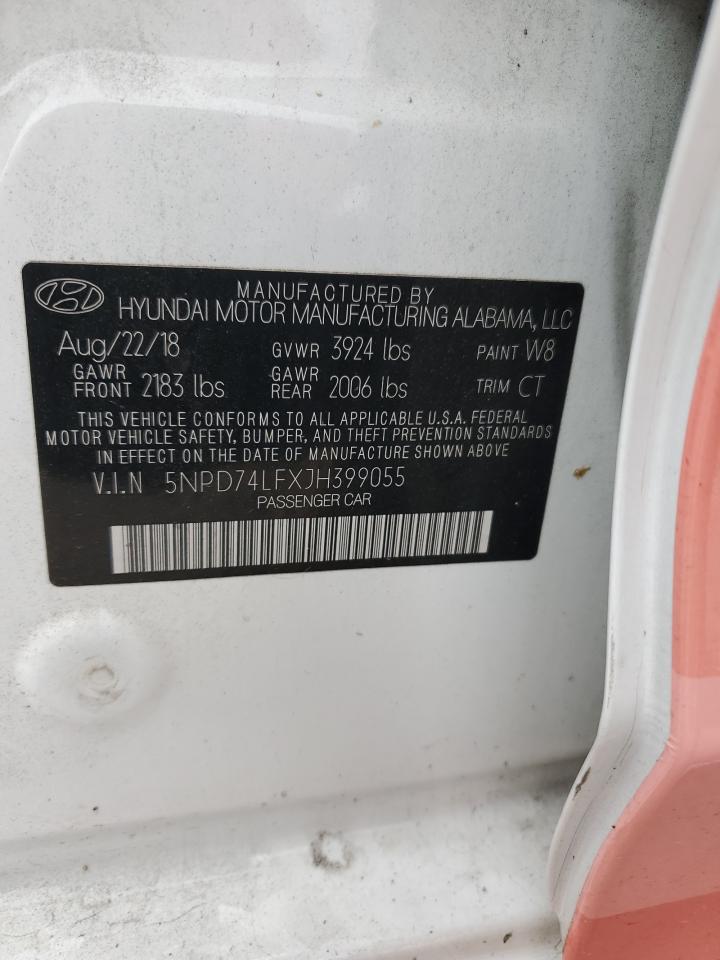 MANUFACTURED BY
HYUNDAI MOTOR MANUFACTURING ALABAMA, LLC
Aug/22/18 GVWR 3924 lbs PAINT W8
GAWR FRONT 2183 lbs GAWR REAR 2006 lbs TRIM CT
THIS VEHICLE CONFORMS TO ALL APPLICABLE U.S.A. FEDERAL
MOTOR VEHICLE SAFETY, BUMPER, AND THEFT PREVENTION STANDARDS
IN EFFECT ON THE DATE OF MANUFACTURE SHOWN ABOVE
V.I.N 5NPD74LFXJH399055
PASSENGER CAR